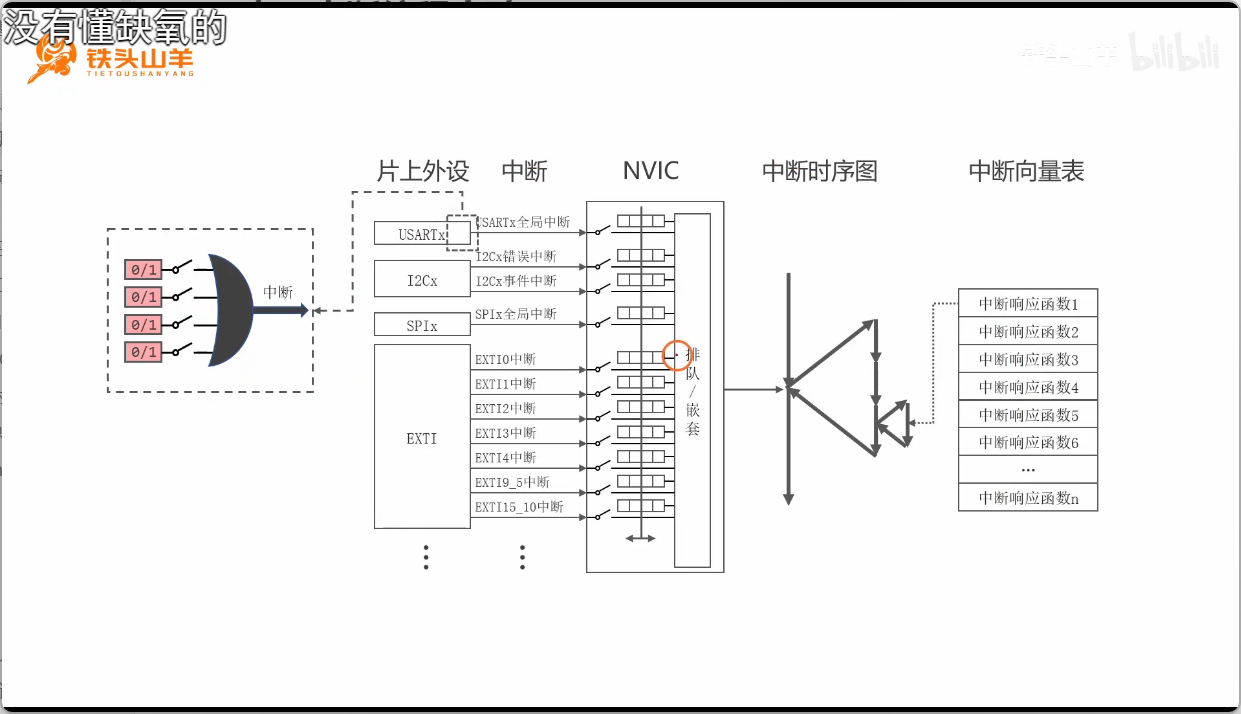 没有懂缺氧的
铁头山羊
TIETOUSHANYANG
bilibili
片上外设
中断
NVIC
中断时序图
中断向量表
0/1
0/1
0/1
0/1
中断
USARTx
I2Cx
SPIx
EXTI
USARTx全局中断
I2Cx错误中断
I2Cx事件中断
SPIx全局中断
EXTI0中断
EXTI1中断
EXTI2中断
EXTI3中断
EXTI4中断
EXTI9_5中断
EXTI15_10中断
排
队
/
嵌
套
中断响应函数1
中断响应函数2
中断响应函数3
中断响应函数4
中断响应函数5
中断响应函数6
...
中断响应函数n